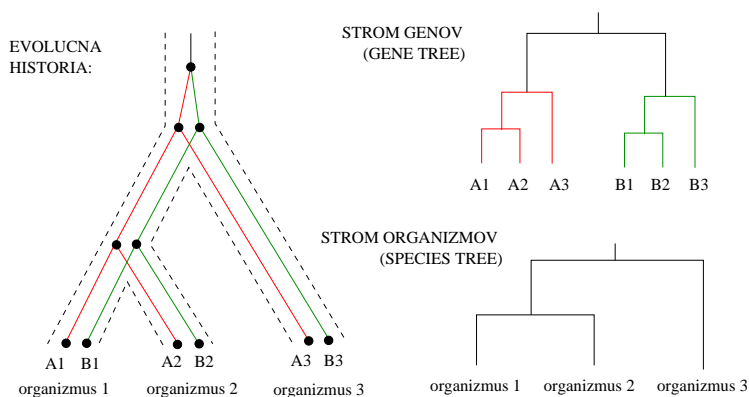 EVOLUCNA
HISTORIA:
A1 B1 A2 B2 A3 B3
organizmus 1 organizmus 2 organizmus 3
STROM GENOV
(GENE TREE)
A1 A2 A3 B1 B2 B3
STROM ORGANIZMOV
(SPECIES TREE)
organizmus 1 organizmus 2 organizmus 3